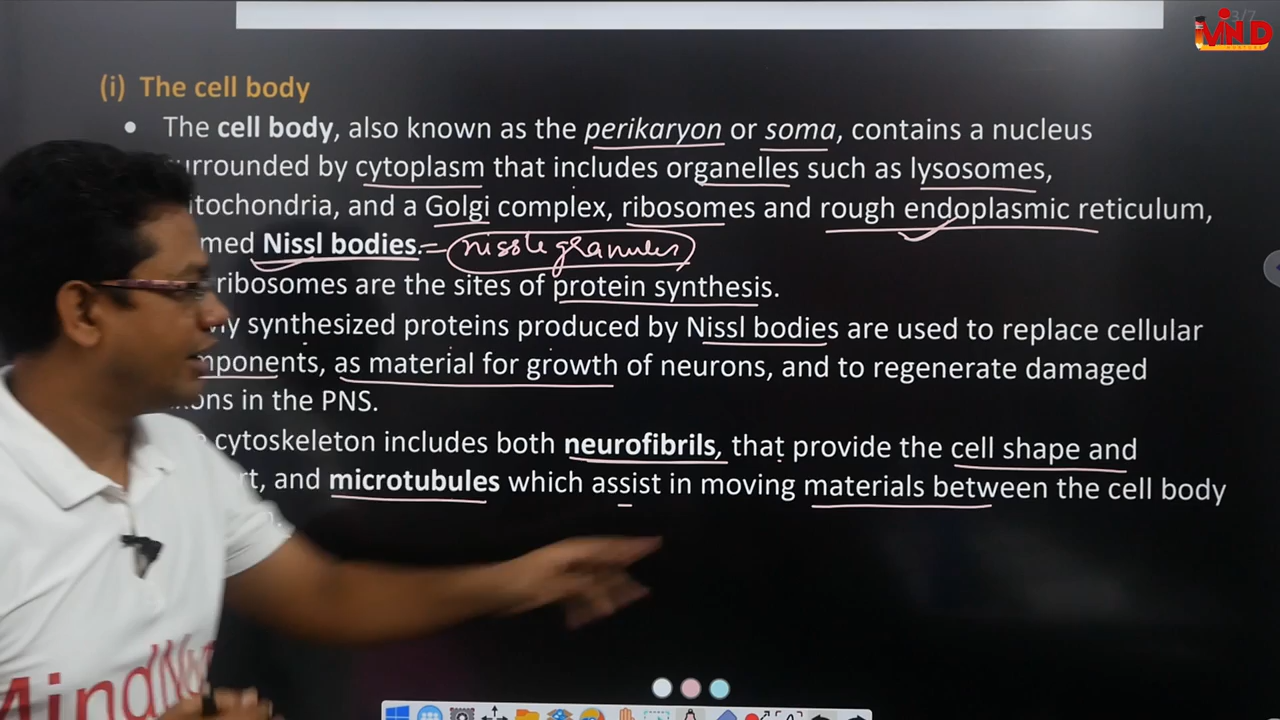 3/7
MIND
(i) The cell body
• The cell body, also known as the perikaryon or soma, contains a nucleus
urrounded by cytoplasm that includes organelles such as lysosomes,
tochondria, and a Golgi complex, ribosomes and rough endoplasmic reticulum,
med Nissl bodies. = nissle granules
ribosomes are the sites of protein synthesis.
ly synthesized proteins produced by Nissl bodies are used to replace cellular
mponents, as material for growth of neurons, and to regenerate damaged
ons in the PNS.
cytoskeleton includes both neurofibrils, that provide the cell shape and
rt, and microtubules which assist in moving materials between the cell body